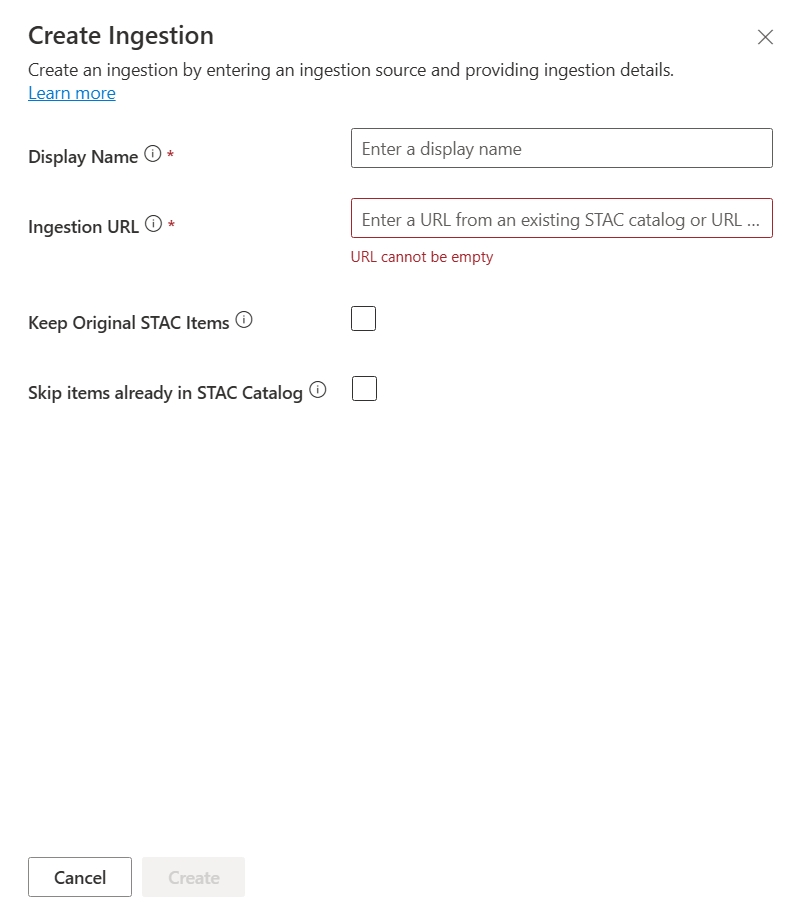 Create Ingestion
Create an ingestion by entering an ingestion source and providing ingestion details.
Learn more
Display Name *
Enter a display name
Ingestion URL *
Enter a URL from an existing STAC catalog or URL ...
URL cannot be empty
Keep Original STAC Items
Skip items already in STAC Catalog
Cancel
Create